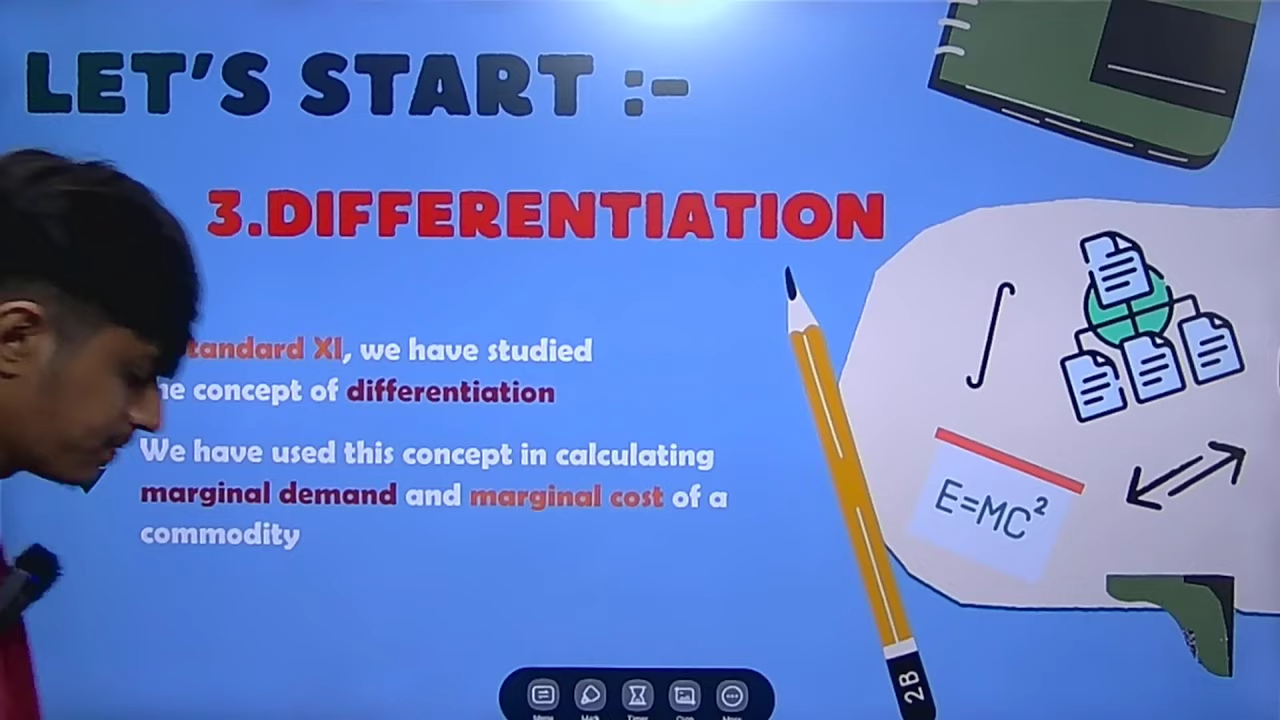 LET'S START :-
3.DIFFERENTIATION
tandard XI, we have studied
he concept of differentiation
We have used this concept in calculating
marginal demand and marginal cost of a
commodity
E=MC²
2B